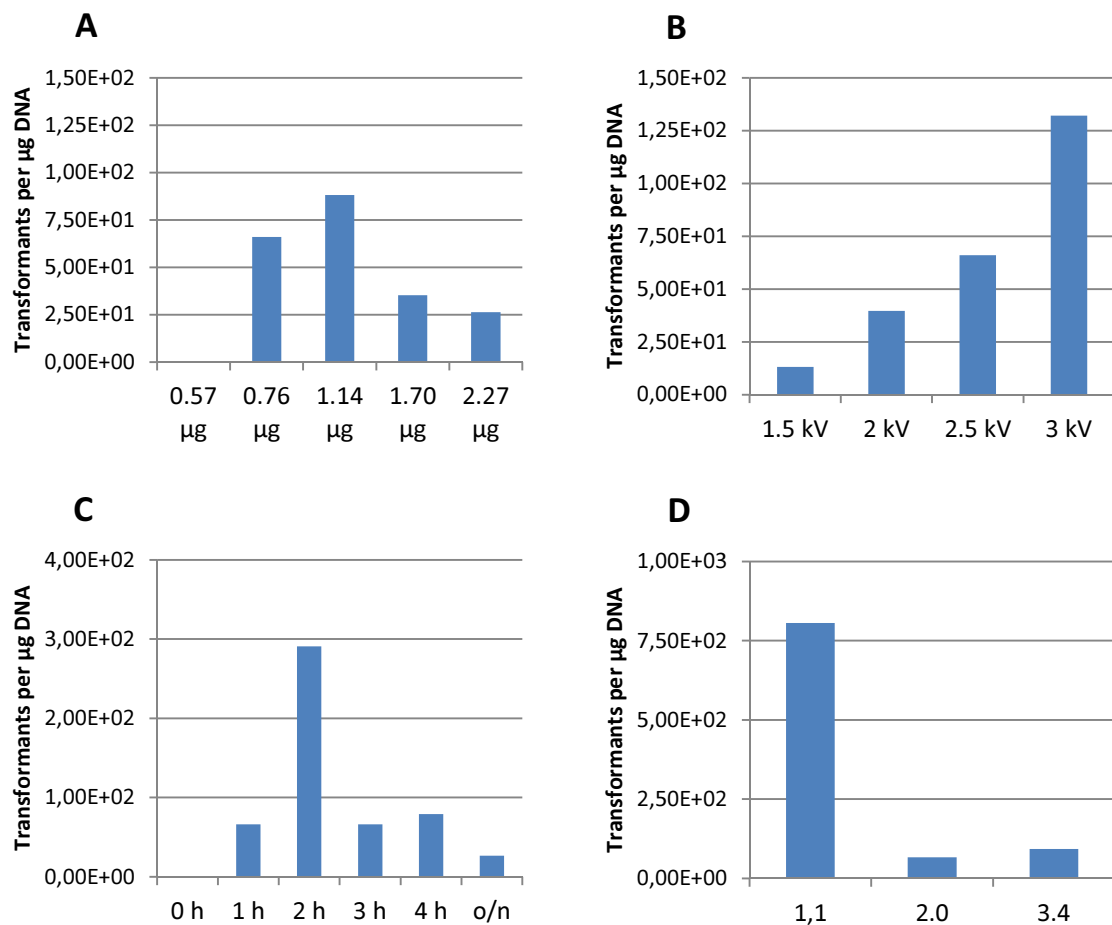 A
Transformants per µg DNA
1,50E+02
1,25E+02
1,00E+02
7,50E+01
5,00E+01
2,50E+01
0,00E+00
0.57 0.76 1.14 1.70 2.27
µg µg µg µg µg
B
Transformants per µg DNA
1,50E+02
1,25E+02
1,00E+02
7,50E+01
5,00E+01
2,50E+01
0,00E+00
1.5 kV 2 kV 2.5 kV 3 kV
C
Transformants per µg DNA
4,00E+02
3,00E+02
2,00E+02
1,00E+02
0,00E+00
0 h 1 h 2 h 3 h 4 h o/n
D
Transformants per µg DNA
1,00E+03
7,50E+02
5,00E+02
2,50E+02
0,00E+00
1,1 2.0 3.4